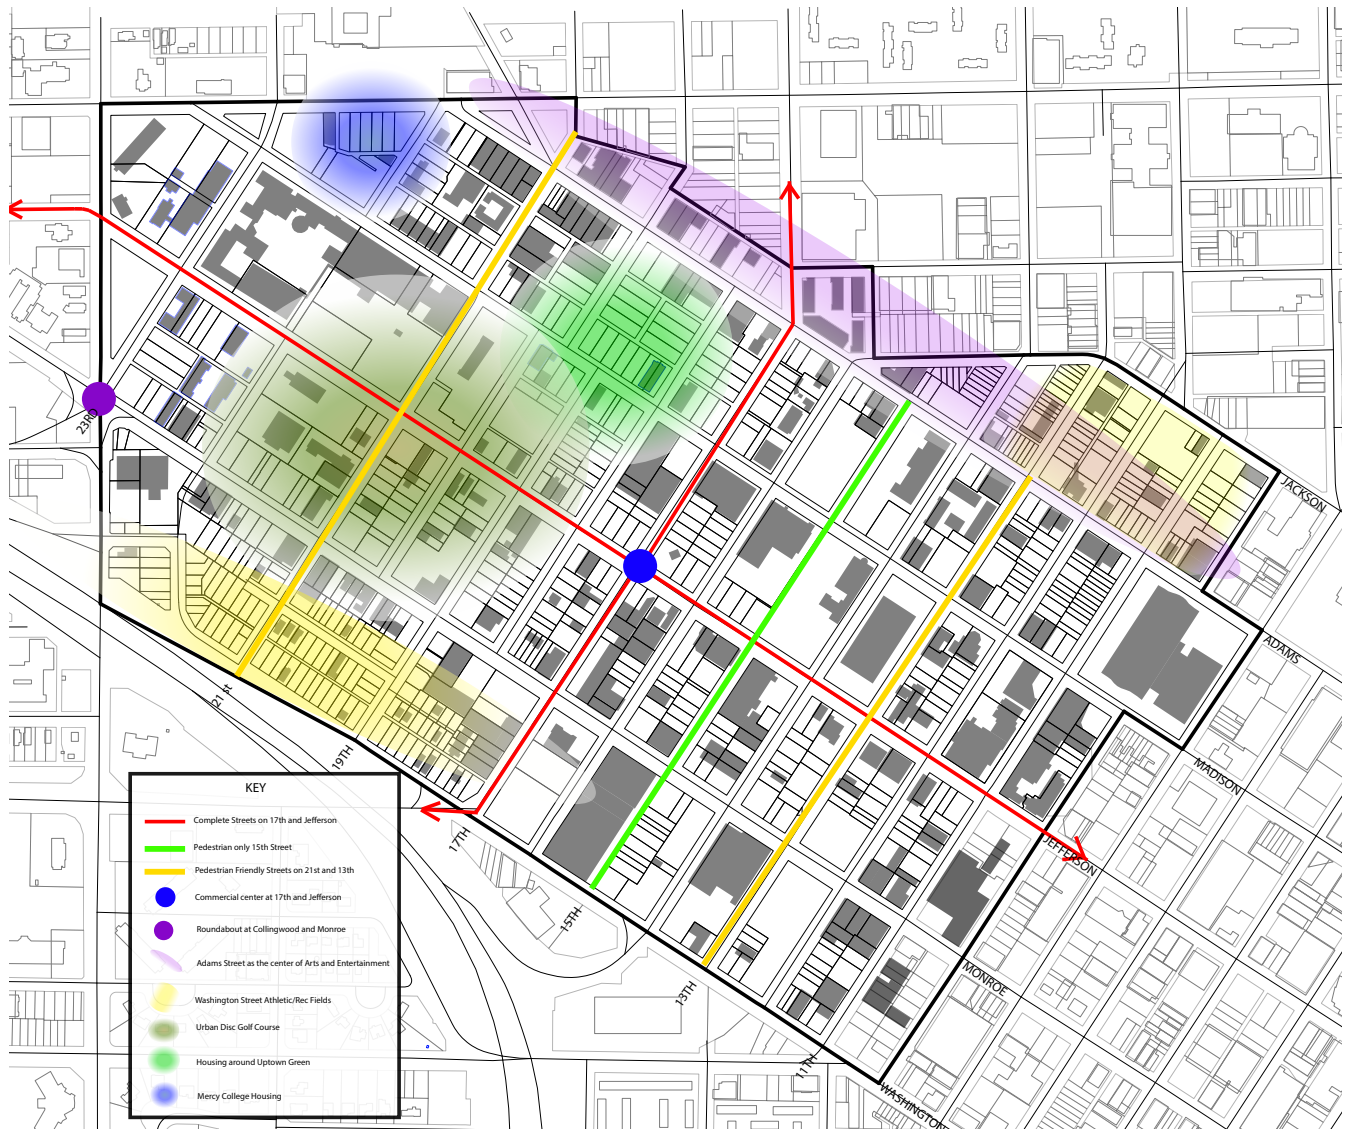 23RD
JACKSON
ADAMS
21 st
19TH
MADISON
KEY
Complete Streets on 17th and Jefferson
17TH
JEFFERSON
Pedestrian only 15th Street
Pedestrian Friendly Streets on 21st and 13th
Commercial center at 17th and Jefferson
15TH
Roundabout at Collingwood and Monroe
Adams Street as the center of Arts and Entertainment
MONROE
13TH
Washington Street Athletic/Rec Fields
Urban Disc Golf Course
Housing around Uptown Green
11TH
Mercy College Housing
WASHINGTON